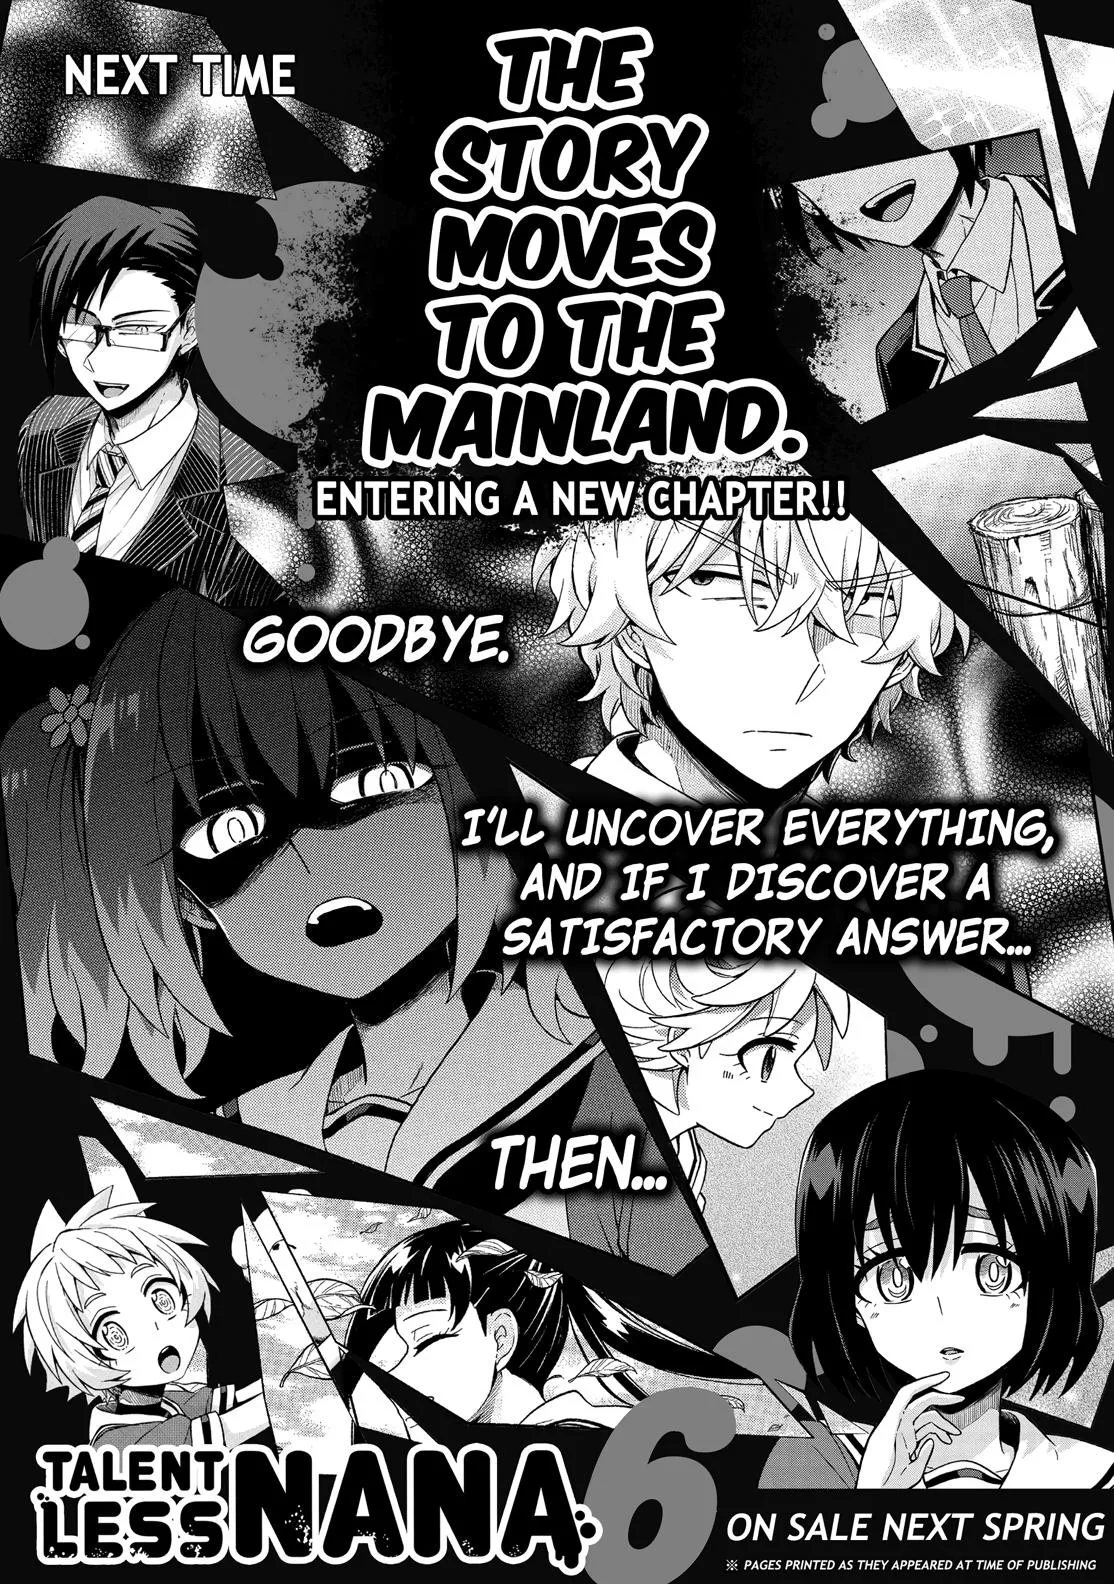 NEXT TIME
THE
STORY
MOVES
TO THE
MAINLAND.
ENTERING A NEW CHAPTER!!
GOODBYE.
I'LL UNCOVER EVERYTHING,
AND IF I DISCOVER A
SATISFACTORY ANSWER...
THEN...
TALENT
LESS NANA 6
ON SALE NEXT SPRING
※ PAGES PRINTED AS THEY APPEARED AT TIME OF PUBLISHING